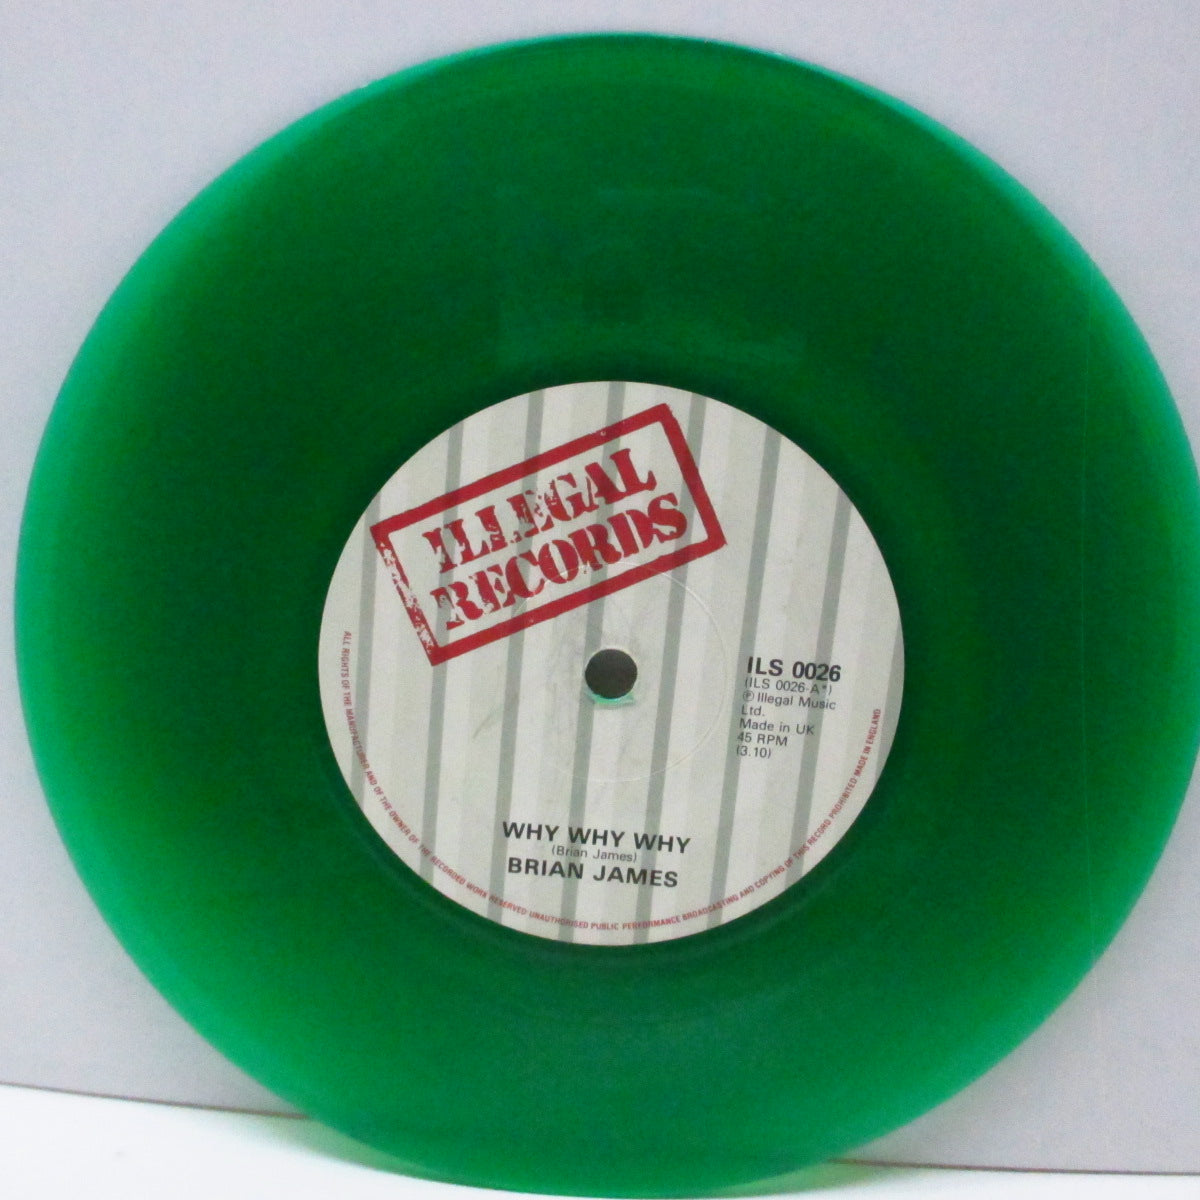 ILLEGAL
RECORDS
ILS 0026
(ILS 0026-A*)
℗ Illegal Music
Ltd.
Made in UK
45 RPM
(3.10)
WHY WHY WHY
(Brian James)
BRIAN JAMES
ALL RIGHTS OF THE MANUFACTURER AND OF THE OWNER OF THE RECORDED WORK RESERVED UNAUTHORISED PUBLIC PERFORMANCE BROADCASTING AND COPYING OF THIS RECORD PROHIBITED MADE IN ENGLAND